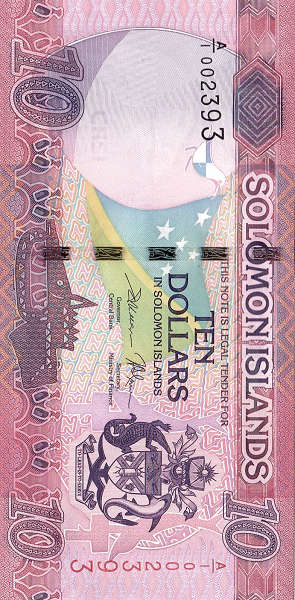 10
A/1 002393
SOLOMON ISLANDS
THIS NOTE IS LEGAL TENDER FOR
TEN
DOLLARS
IN SOLOMON ISLANDS
Governor
Central Bank
Secretary
Ministry of Finance
TO LEAD IS TO SERVE
10
10
A/1 002393